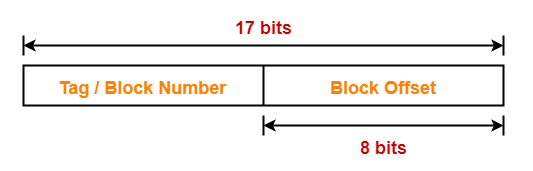 17 bits
Tag / Block Number
Block Offset
8 bits